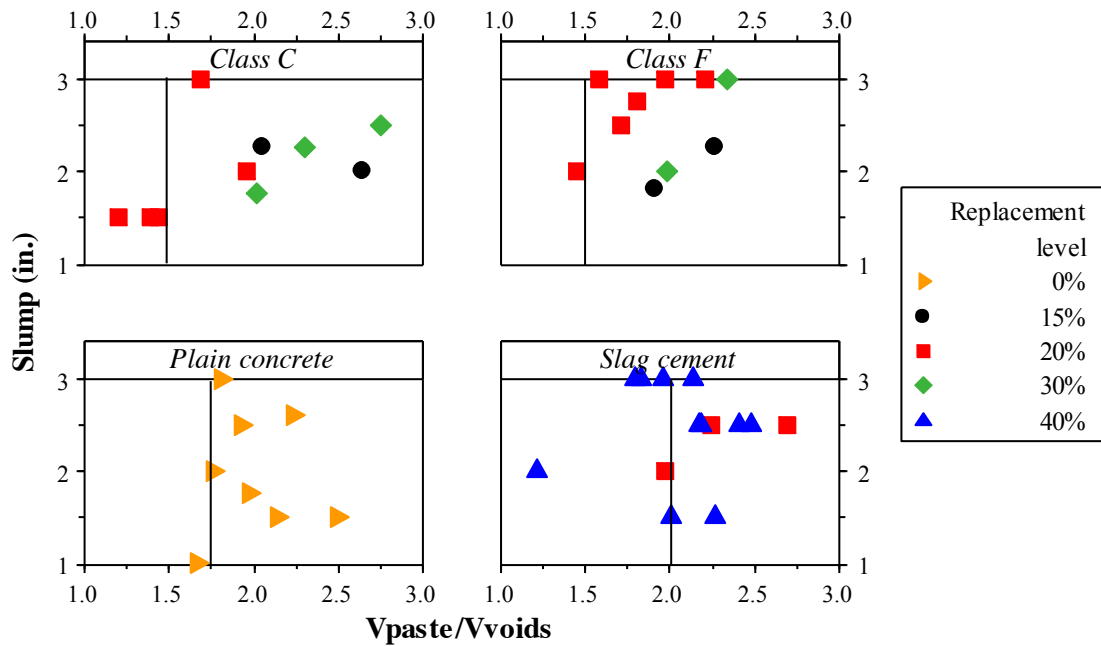 1.0 1.5 2.0 2.5 3.0 1.0 1.5 2.0 2.5 3.0
Class C Class F
3 3
2 2
1 1
Slump (in.)
Plain concrete Slag cement
3 3
2 2
1 1
1.0 1.5 2.0 2.5 3.0 1.0 1.5 2.0 2.5 3.0
Vpaste/Vvoids
Replacement
level
0%
15%
20%
30%
40%